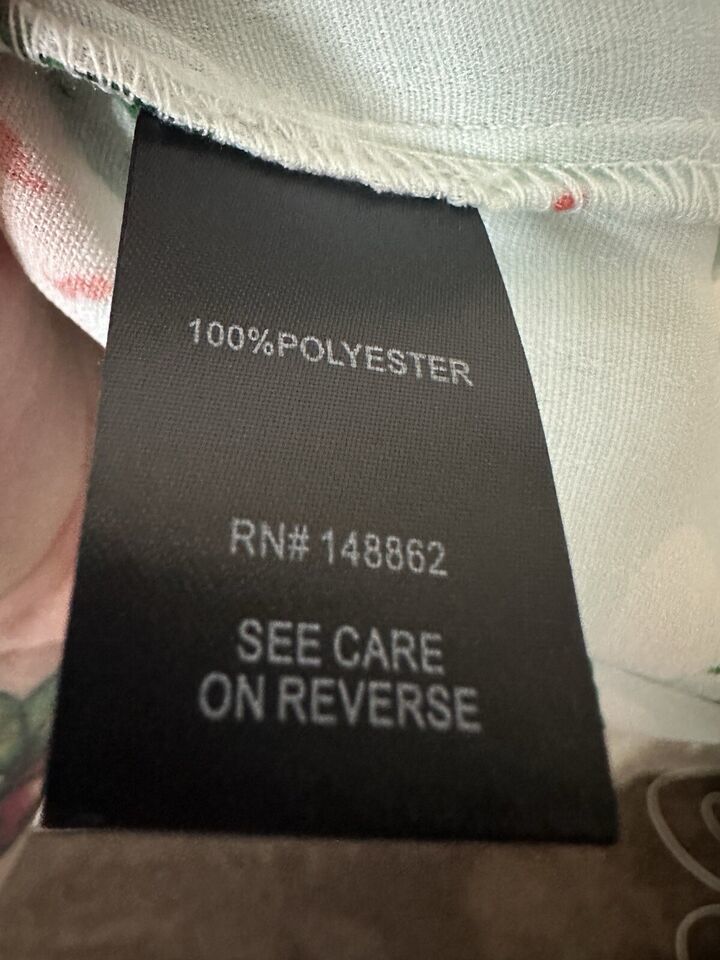 100%POLYESTER
RN# 148862
SEE CARE
ON REVERSE